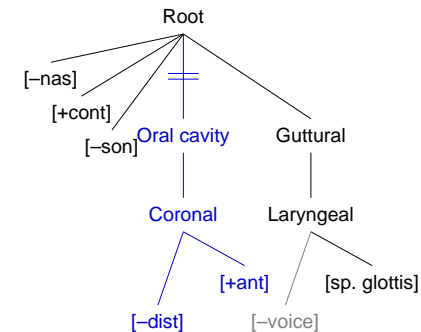 Root
[–nas]
[+cont]
[–son]
Oral cavity Guttural
Coronal Laryngeal
[+ant] [sp. glottis]
[–dist] [–voice]